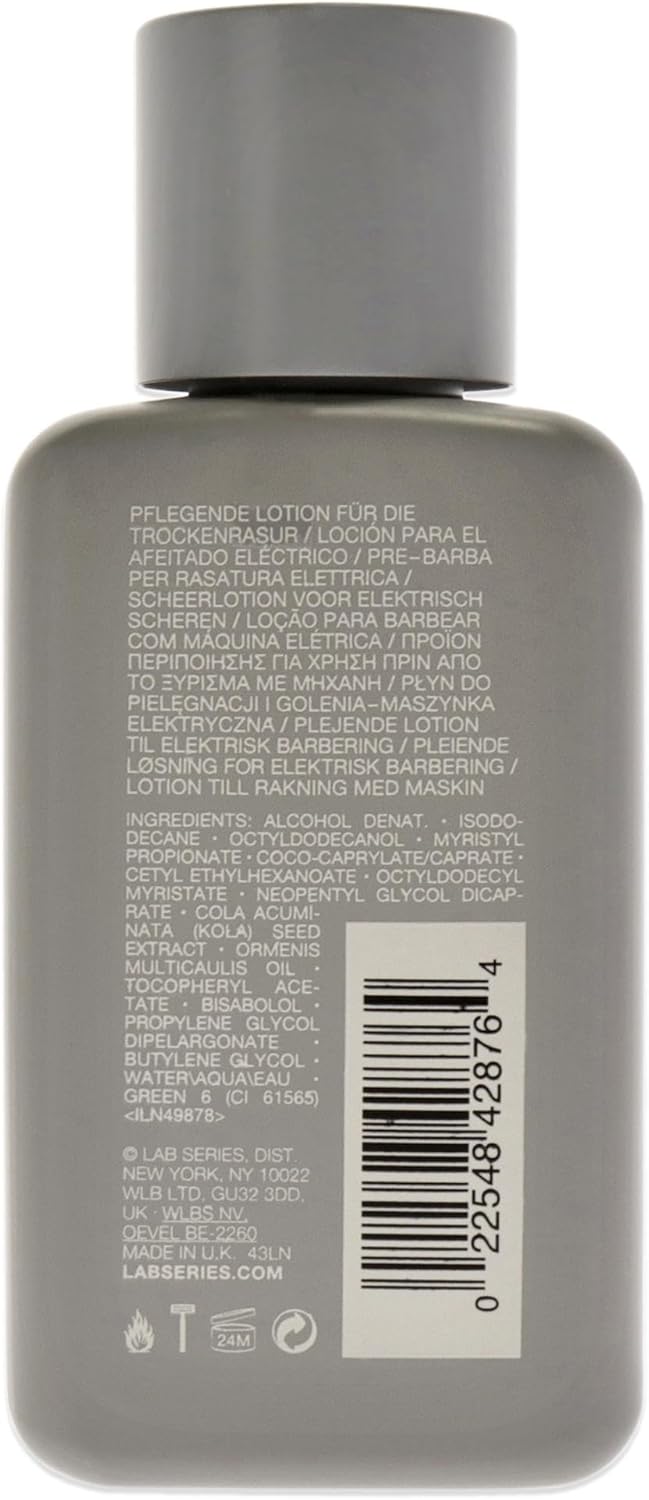 PFLEGENDE LOTION FÜR DIE
TROCKENRASUR / LOCIÓN PARA EL
AFEITADO ELÉCTRICO / PRE-BARBA
PER RASATURA ELETTRICA /
SCHEERLOTION VOOR ELEKTRISCH
SCHEREN / LOÇÃO PARA BARBEAR
COM MÁQUINA ELÉTRICA / ΠΡΟΪΟΝ
ΠΕΡΙΠΟΙΗΣΗΣ ΓΙΑ ΧΡΗΣΗ ΠΡΙΝ ΑΠΟ
ΤΟ ΞΥΡΙΣΜΑ ΜΕ ΜΗΧΑΝΗ / PŁYN DO
PIELĘGNACJI I GOLENIA-MASZYNKA
ELEKTRYCZNA / PLEJENDE LOTION
TIL ELEKTRISK BARBERING / PLEIENDE
LØSNING FOR ELEKTRISK BARBERING /
LOTION TILL RAKNING MED MASKIN
INGREDIENTS: ALCOHOL DENAT. • ISODO-
DECANE • OCTYLDODECANOL • MYRISTYL
PROPIONATE • COCO-CAPRYLATE/CAPRATE •
CETYL ETHYLHEXANOATE • OCTYLDODECYL
MYRISTATE • NEOPENTYL GLYCOL DICAP-
RATE • COLA ACUMI-
NATA (KOLA) SEED
EXTRACT • ORMENIS
MULTICAULIS OIL •
TOCOPHERYL ACE-
TATE • BISABOLOL •
PROPYLENE GLYCOL
DIPELARGONATE •
BUTYLENE GLYCOL •
WATER\AQUA\EAU •
GREEN 6 (CI 61565)
<ILN49878>
© LAB SERIES, DIST.
NEW YORK, NY 10022
WLB LTD, GU32 3DD,
UK · WLBS NV,
OEVEL BE-2260
MADE IN U.K. 43LN
LABSERIES.COM
24M
0 22548 42876 4